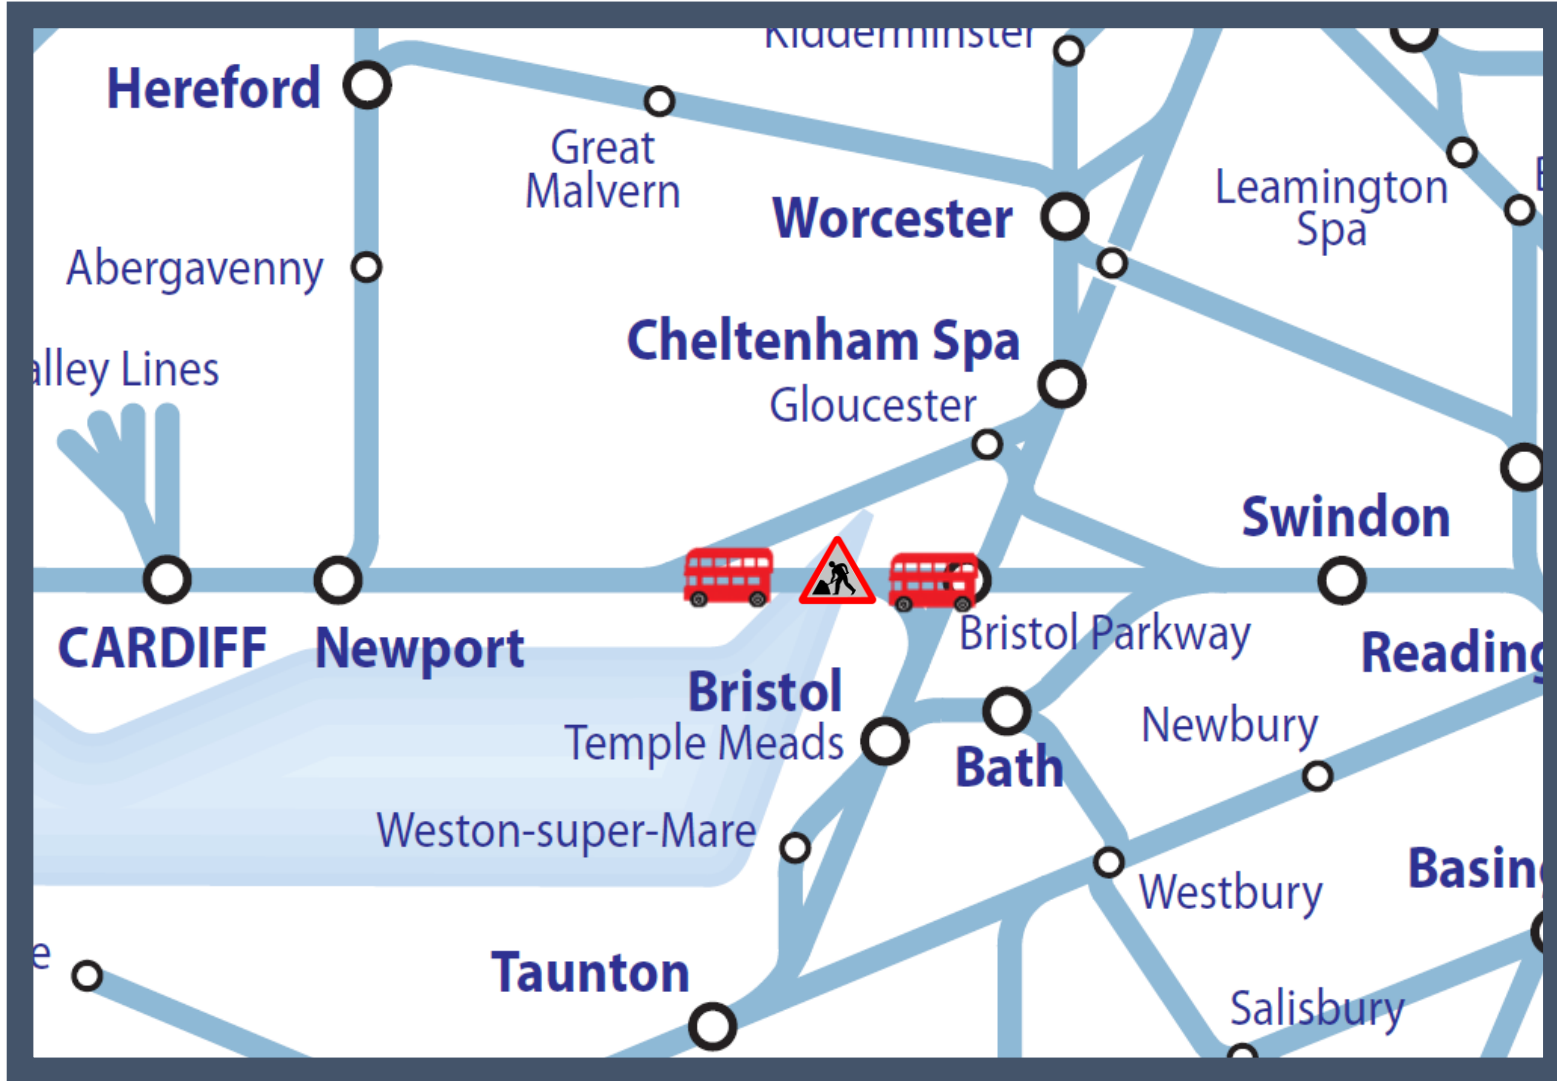 Kidderminster
Hereford
Great
Malvern
Leamington
Spa
Worcester
Abergavenny
Cheltenham Spa
alley Lines
Gloucester
Swindon
CARDIFF
Newport
Bristol Parkway
Reading
Bristol
Temple Meads
Newbury
Bath
Weston-super-Mare
Basing
Westbury
e
Taunton
Salisbury